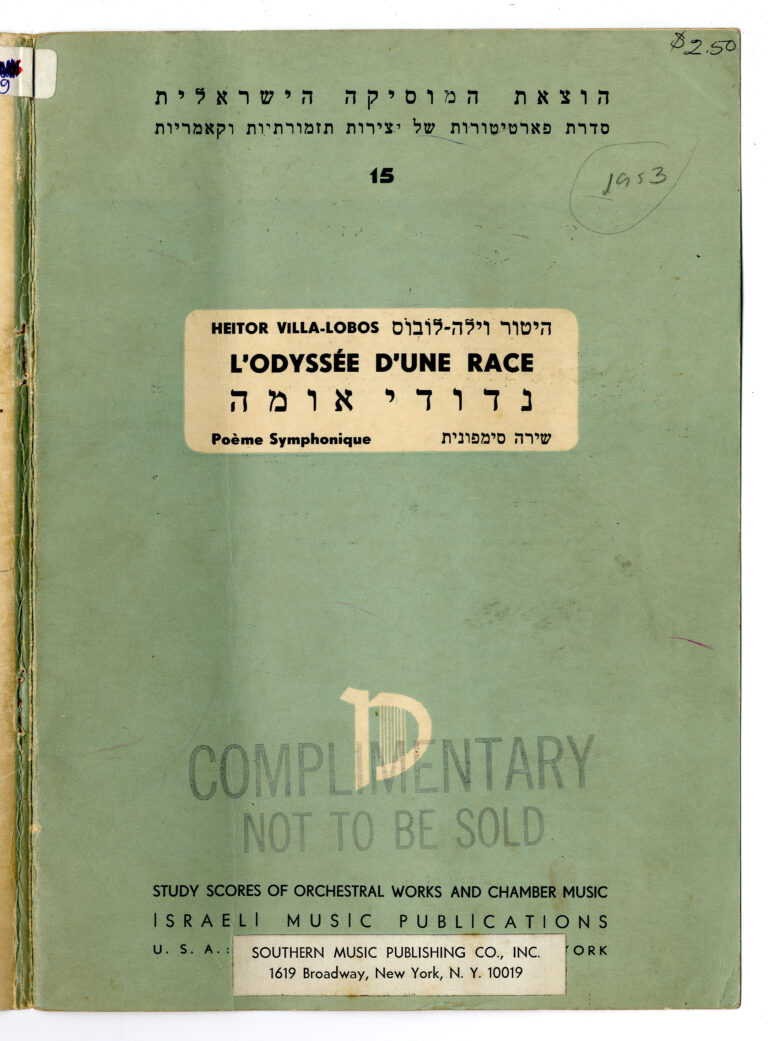 $2.50
9
הוצאת המוסיקה הישראלית
סדרת פארטיטורות של יצירות תזמורתיות וקאמריות
15
1953
HEITOR VILLA-LOBOS היטור וילה-לובוס
L'ODYSSÉE D'UNE RACE
נדודי אומה
Poème Symphonique שירה סימפונית
COMPLIMENTARY
NOT TO BE SOLD
STUDY SCORES OF ORCHESTRAL WORKS AND CHAMBER MUSIC
ISRAELI MUSIC PUBLICATIONS
U. S. A.: ORK
SOUTHERN MUSIC PUBLISHING CO., INC.
1619 Broadway, New York, N. Y. 10019